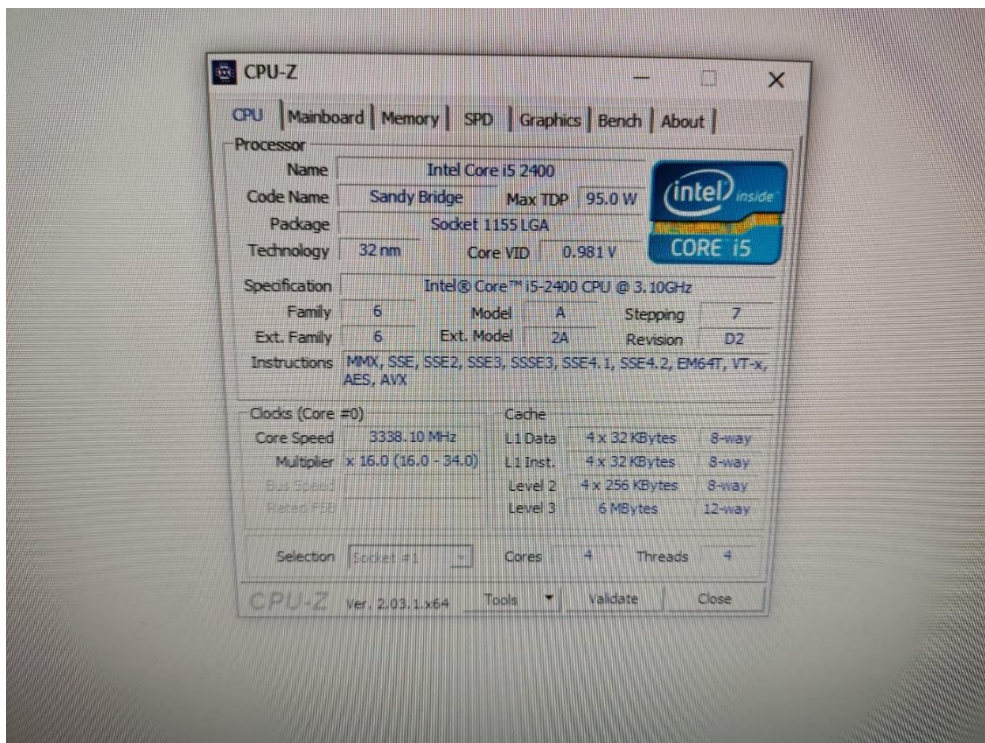 CPU-Z
CPU Mainboard Memory SPD Graphics Bench About
Processor
Name Intel Core i5 2400
Code Name Sandy Bridge Max TDP 95.0 W
Package Socket 1155 LGA
Technology 32 nm Core VID 0.981 V
intel inside
CORE i5
Specification Intel® Core™ i5-2400 CPU @ 3.10GHz
Family 6 Model A Stepping 7
Ext. Family 6 Ext. Model 2A Revision D2
Instructions MMX, SSE, SSE2, SSE3, SSSE3, SSE4.1, SSE4.2, EM64T, VT-x,
AES, AVX
Clocks (Core #0) Cache
Core Speed 3338.10 MHz L1 Data 4 x 32 KBytes 8-way
Multiplier x 16.0 (16.0 - 34.0) L1 Inst. 4 x 32 KBytes 8-way
Bus Speed Level 2 4 x 256 KBytes 8-way
Rated FSB Level 3 6 MBytes 12-way
Selection Socket #1 Cores 4 Threads 4
CPU-Z Ver. 2.03.1.x64 Tools Validate Close